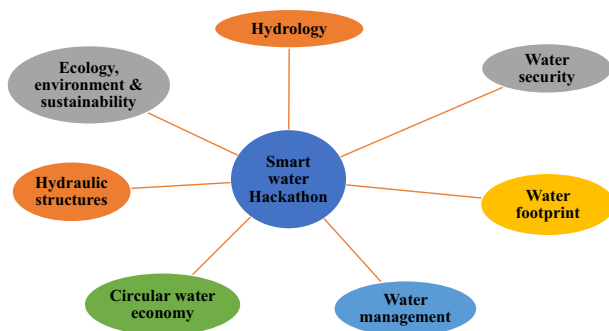 Hydrology
Ecology,
environment &
sustainability
Water
security
Smart
water
Hackathon
Hydraulic
structures
Water
footprint
Circular water
economy
Water
management